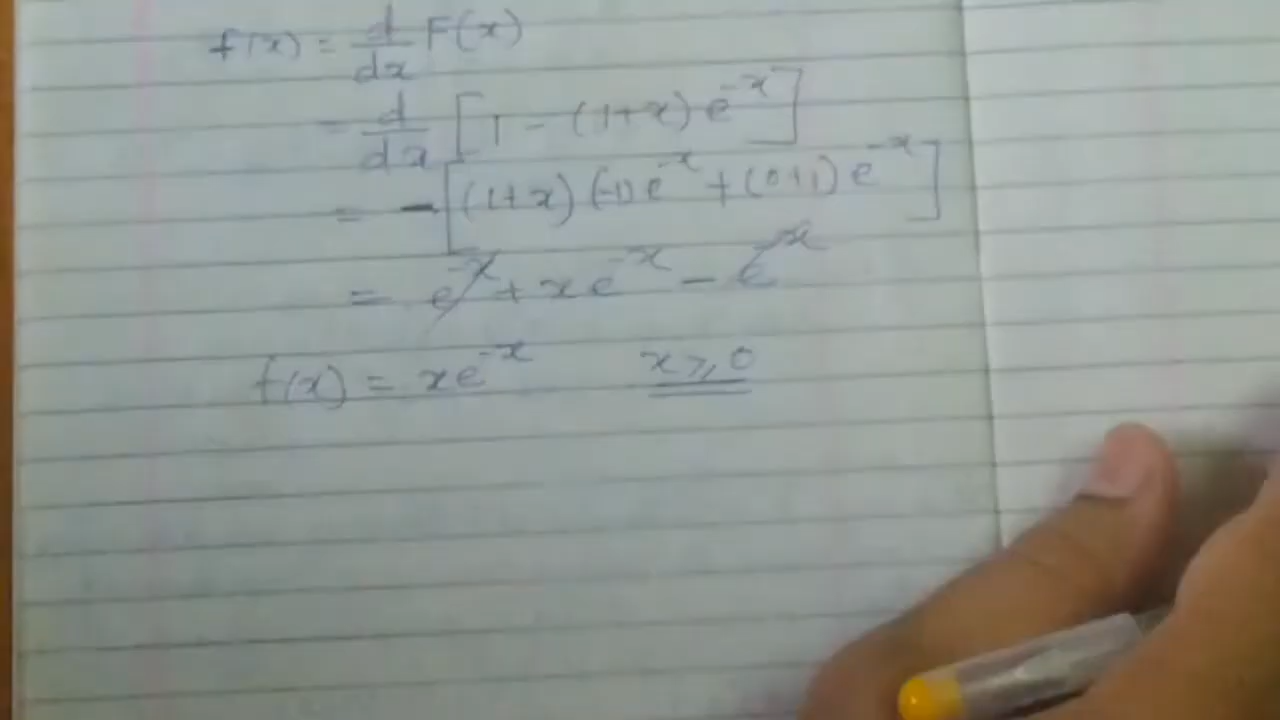 f(x) = d/dx F(x)
= d/dx [1 - (1+x) e^-x]
= - [(1+x) (-1) e^-x + (0+1) e^-x]
= e^-x + x e^-x - e^-x
f(x) = x e^-x x ≥ 0